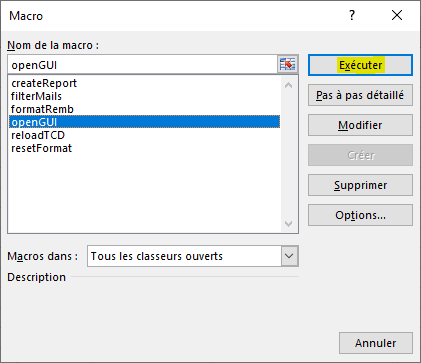 Macro
?
Nom de la macro :
openGUI
Exécuter
createReport
filterMails
formatRemb
openGUI
reloadTCD
resetFormat
Pas à pas détaillé
Modifier
Créer
Supprimer
Options...
Macros dans : Tous les classeurs ouverts
Description
Annuler